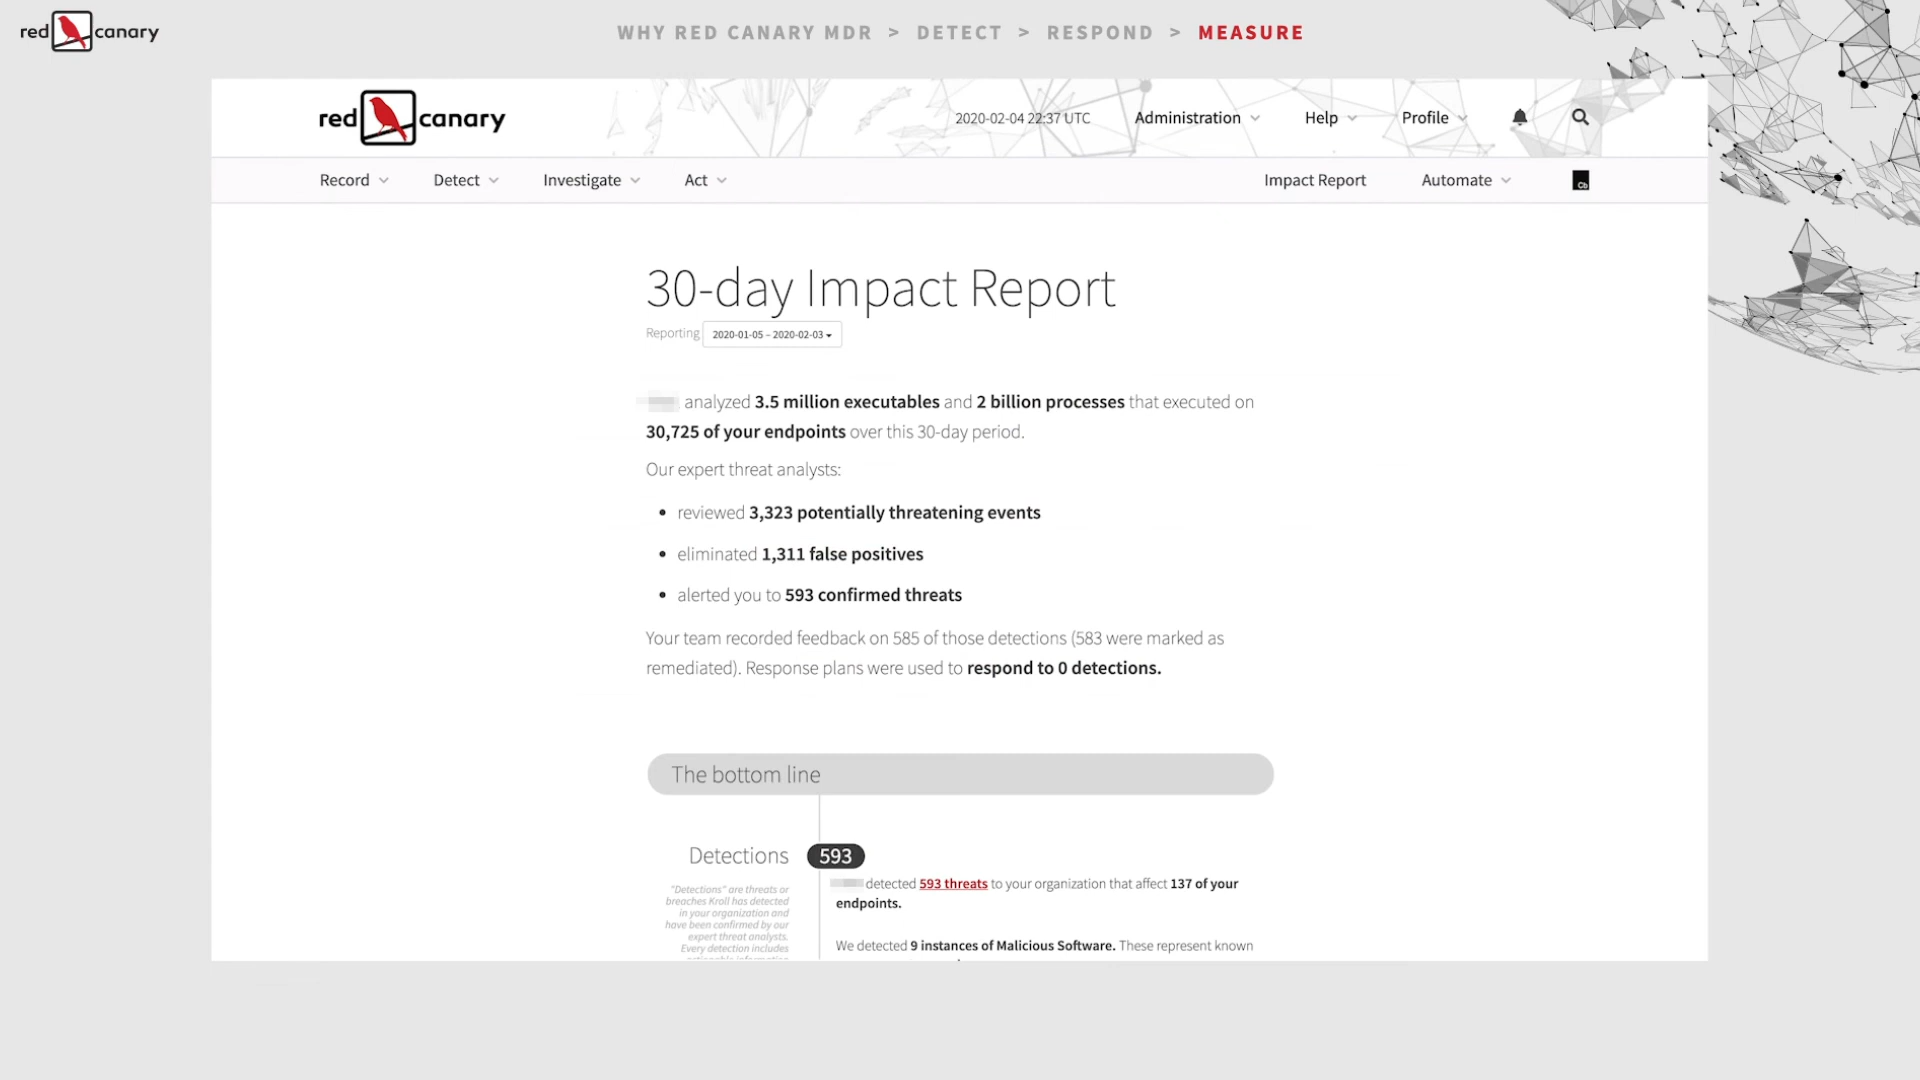 red canary
WHY RED CANARY MDR > DETECT > RESPOND > MEASURE
red canary
2020-02-04 22:37 UTC Administration Help Profile
Record Detect Investigate Act Impact Report Automate Cb
30-day Impact Report
Reporting 2020-01-05 – 2020-02-03
analyzed 3.5 million executables and 2 billion processes that executed on
30,725 of your endpoints over this 30-day period.
Our expert threat analysts:
• reviewed 3,323 potentially threatening events
• eliminated 1,311 false positives
• alerted you to 593 confirmed threats
Your team recorded feedback on 585 of those detections (583 were marked as
remediated). Response plans were used to respond to 0 detections.
The bottom line
Detections 593
"Detections" are threats or
breaches Kroll has detected
in your organization and
have been confirmed by our
expert threat analysts.
Every detection includes
detected 593 threats to your organization that affect 137 of your
endpoints.
We detected 9 instances of Malicious Software. These represent known